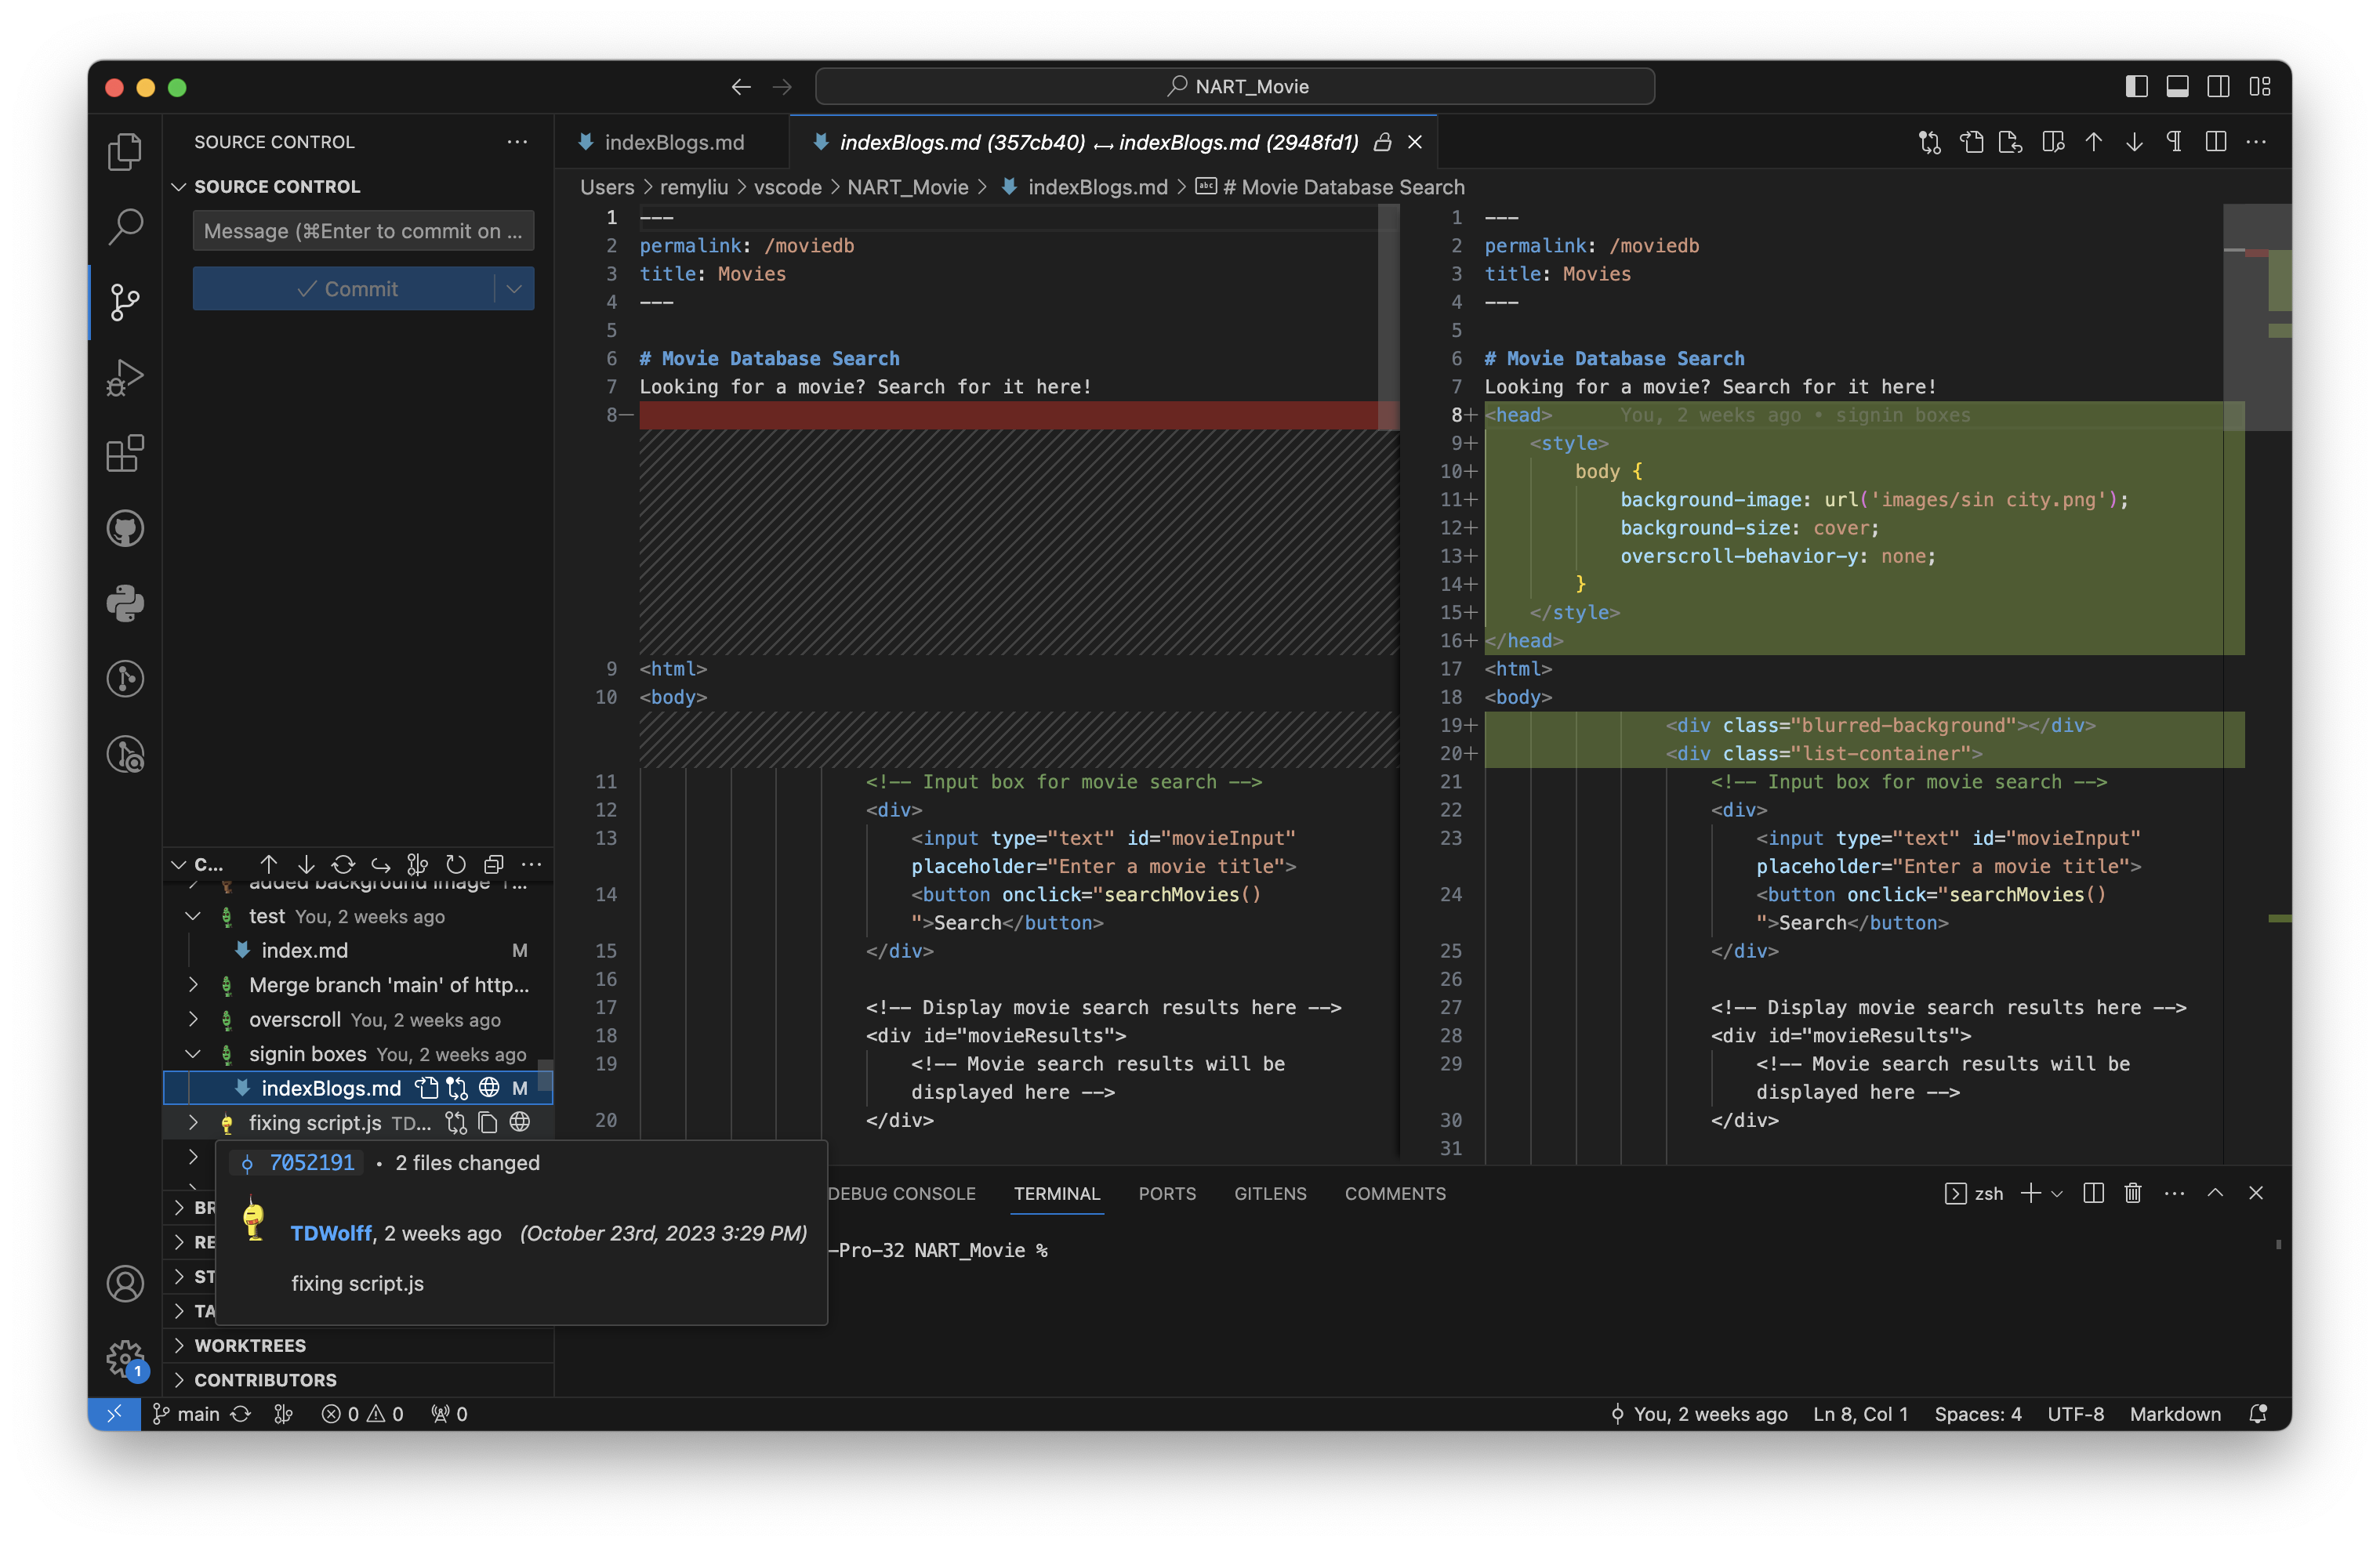 NART_Movie
SOURCE CONTROL
SOURCE CONTROL
Message (⌘Enter to commit on ...
Commit
C...
added background image
test You, 2 weeks ago
index.md M
Merge branch 'main' of http...
overscroll You, 2 weeks ago
signin boxes You, 2 weeks ago
indexBlogs.md M
fixing script.js TD...
7052191 • 2 files changed
TDWolff, 2 weeks ago (October 23rd, 2023 3:29 PM)
fixing script.js
BR
RE
ST
TA
WORKTREES
CONTRIBUTORS
1
indexBlogs.md
indexBlogs.md (357cb40) ↔ indexBlogs.md (2948fd1)
Users > remyliu > vscode > NART_Movie > indexBlogs.md > abc # Movie Database Search
1 ---
2 permalink: /moviedb
3 title: Movies
4 ---
5
6 # Movie Database Search
7 Looking for a movie? Search for it here!
8—
9 <html>
10 <body>
11 <!-- Input box for movie search -->
12 <div>
13 <input type="text" id="movieInput"
placeholder="Enter a movie title">
14 <button onclick="searchMovies()
">Search</button>
15 </div>
16
17 <!-- Display movie search results here -->
18 <div id="movieResults">
19 <!-- Movie search results will be
displayed here -->
20 </div>
1 ---
2 permalink: /moviedb
3 title: Movies
4 ---
5
6 # Movie Database Search
7 Looking for a movie? Search for it here!
8+ <head> You, 2 weeks ago • signin boxes
9+ <style>
10+ body {
11+ background-image: url('images/sin city.png');
12+ background-size: cover;
13+ overscroll-behavior-y: none;
14+ }
15+ </style>
16+ </head>
17 <html>
18 <body>
19+ <div class="blurred-background"></div>
20+ <div class="list-container">
21 <!-- Input box for movie search -->
22 <div>
23 <input type="text" id="movieInput"
placeholder="Enter a movie title">
24 <button onclick="searchMovies()
">Search</button>
25 </div>
26
27 <!-- Display movie search results here -->
28 <div id="movieResults">
29 <!-- Movie search results will be
displayed here -->
30 </div>
31
DEBUG CONSOLE TERMINAL PORTS GITLENS COMMENTS
zsh
-Pro-32 NART_Movie %
main 0 0 0
You, 2 weeks ago Ln 8, Col 1 Spaces: 4 UTF-8 Markdown